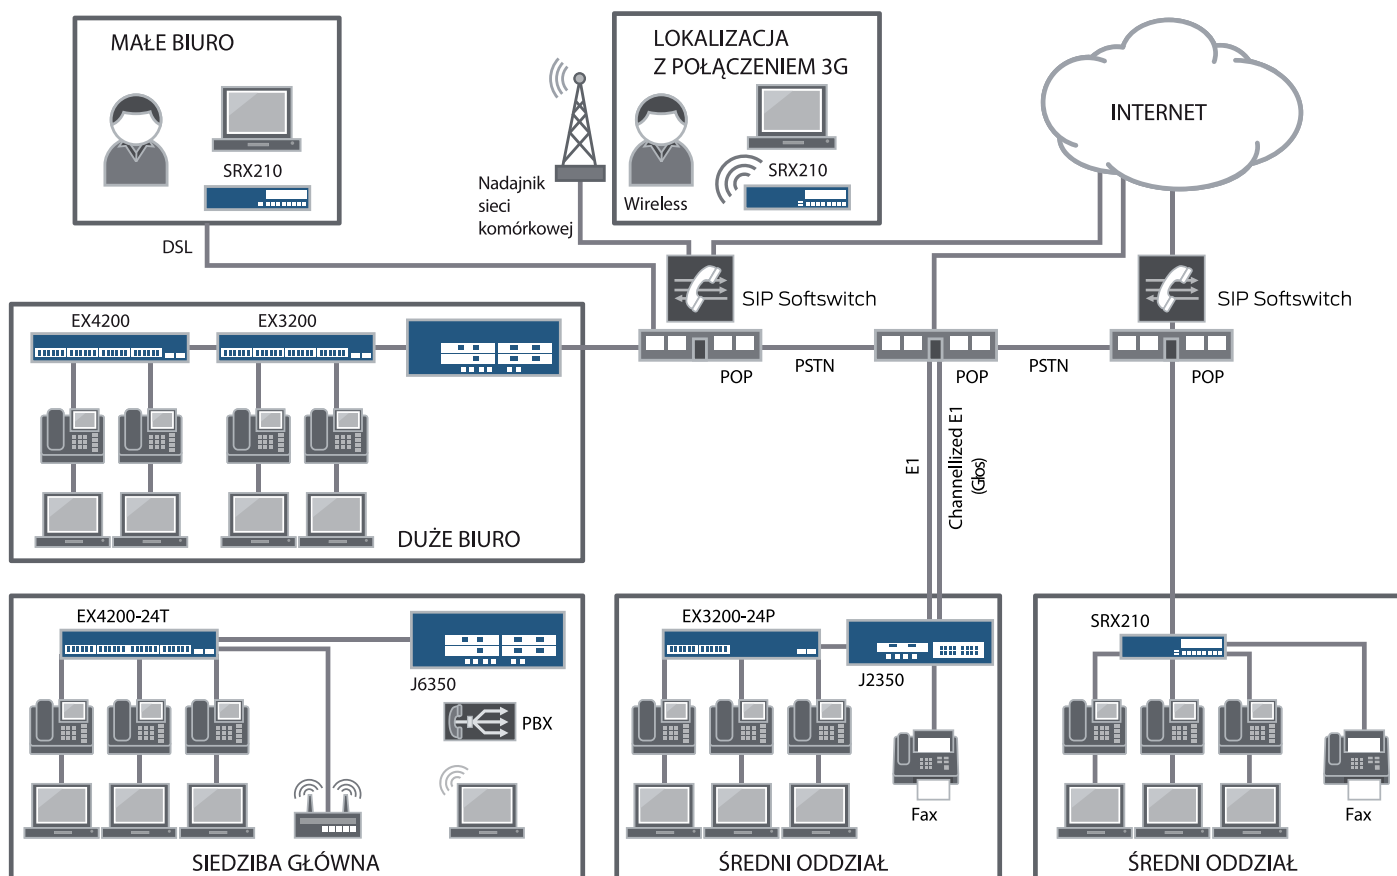 MAŁE BIURO
SRX210
DSL
Nadajnik
sieci
komórkowej
LOKALIZACJA
Z POŁĄCZENIEM 3G
Wireless
SRX210
INTERNET
SIP Softswitch
SIP Softswitch
EX4200
EX3200
DUŻE BIURO
POP
PSTN
POP
PSTN
POP
E1
Channellized E1
(Głos)
EX4200-24T
J6350
PBX
SIEDZIBA GŁÓWNA
EX3200-24P
J2350
Fax
ŚREDNI ODDZIAŁ
SRX210
Fax
ŚREDNI ODDZIAŁ